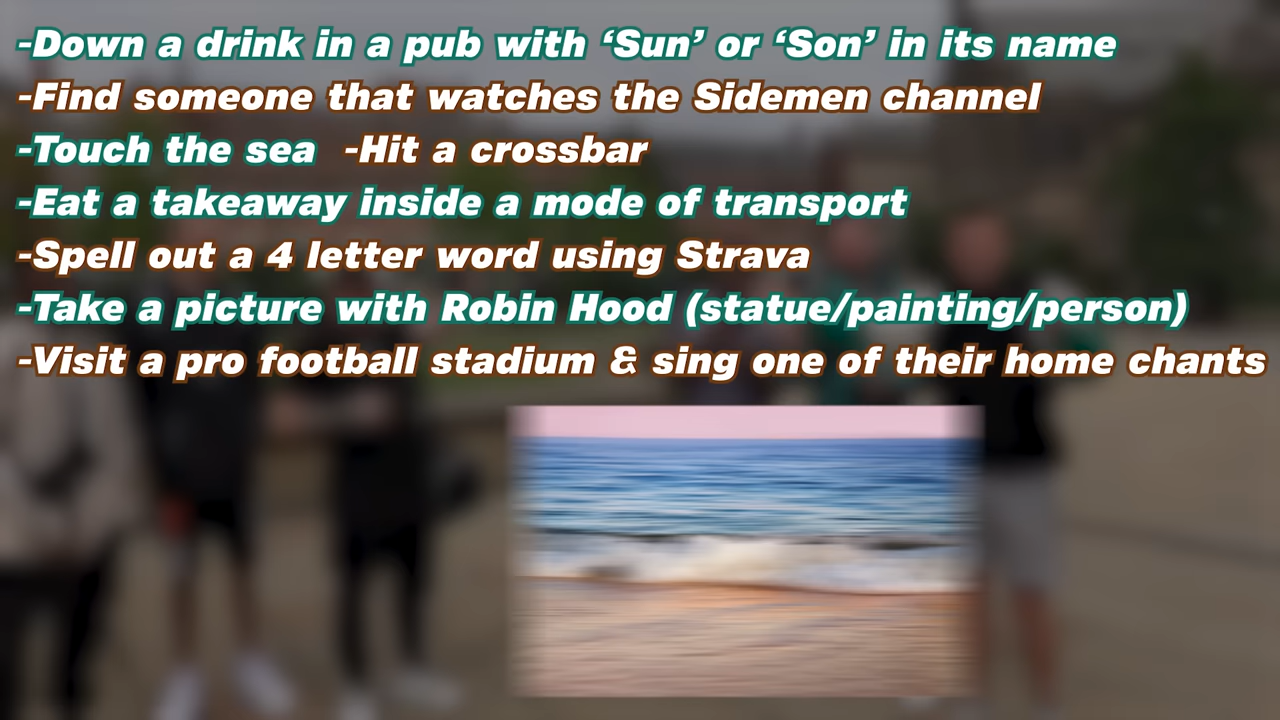 -Down a drink in a pub with ‘Sun’ or ‘Son’ in its name
-Find someone that watches the Sidemen channel
-Touch the sea -Hit a crossbar
-Eat a takeaway inside a mode of transport
-Spell out a 4 letter word using Strava
-Take a picture with Robin Hood (statue/painting/person)
-Visit a pro football stadium & sing one of their home chants